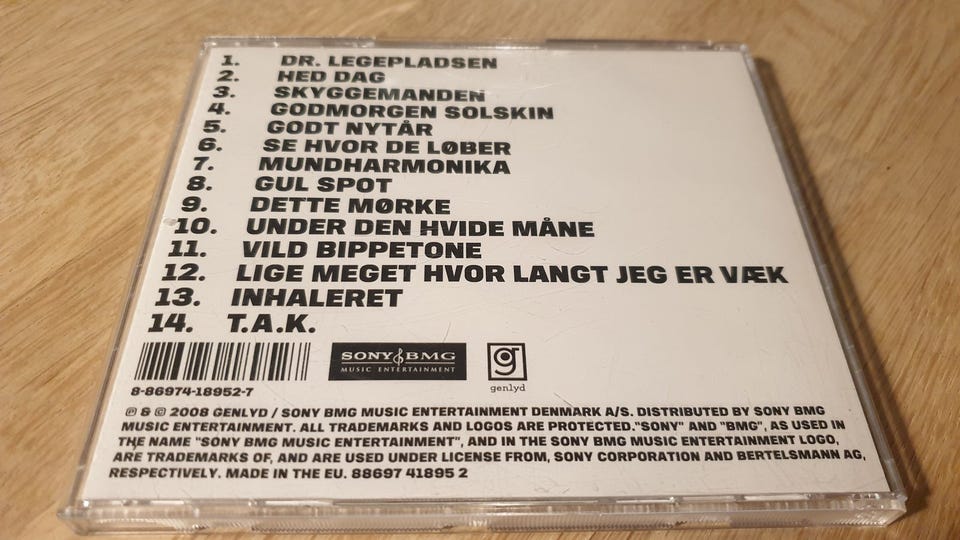 1. DR. LEGEPLADSEN
2. HED DAG
3. SKYGGEMANDEN
4. GODMORGEN SOLSKIN
5. GODT NYTÅR
6. SE HVOR DE LØBER
7. MUNDHARMONIKA
8. GUL SPOT
9. DETTE MØRKE
10. UNDER DEN HVIDE MÅNE
11. VILD BIPPETONE
12. LIGE MEGET HVOR LANGT JEG ER VÆK
13. INHALERET
14. T.A.K.
8-86974-18952-7
SONY BMG
MUSIC ENTERTAINMENT
g
genlyd
℗ & © 2008 GENLYD / SONY BMG MUSIC ENTERTAINMENT DENMARK A/S. DISTRIBUTED BY SONY BMG
MUSIC ENTERTAINMENT. ALL TRADEMARKS AND LOGOS ARE PROTECTED."SONY" AND "BMG", AS USED IN
THE NAME "SONY BMG MUSIC ENTERTAINMENT", AND IN THE SONY BMG MUSIC ENTERTAINMENT LOGO,
ARE TRADEMARKS OF, AND ARE USED UNDER LICENSE FROM, SONY CORPORATION AND BERTELSMANN AG,
RESPECTIVELY. MADE IN THE EU. 88697 41895 2